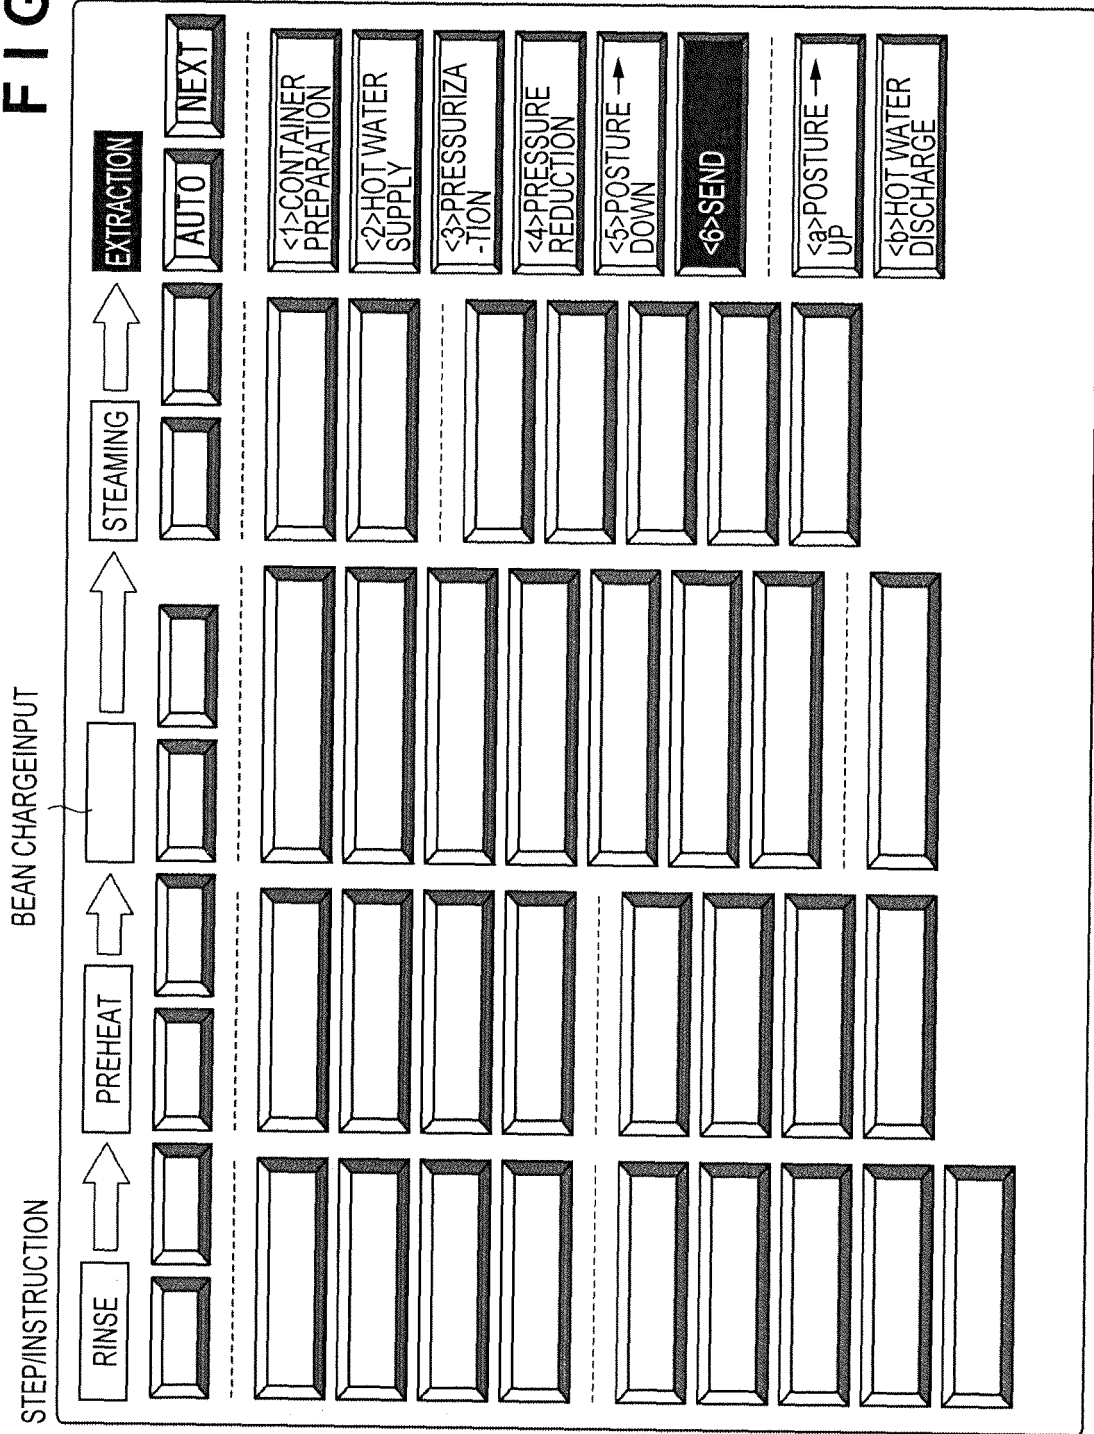 FIG
STEP/INSTRUCTION
BEAN CHARGEINPUT
RINSE
PREHEAT
STEAMING
EXTRACTION
AUTO
NEXT
<1>CONTAINER
PREPARATION
<2>HOT WATER
SUPPLY
<3>PRESSURIZA
-TION
<4>PRESSURE
REDUCTION
<5>POSTURE
DOWN
<6>SEND
<a>POSTURE
UP
<b>HOT WATER
DISCHARGE